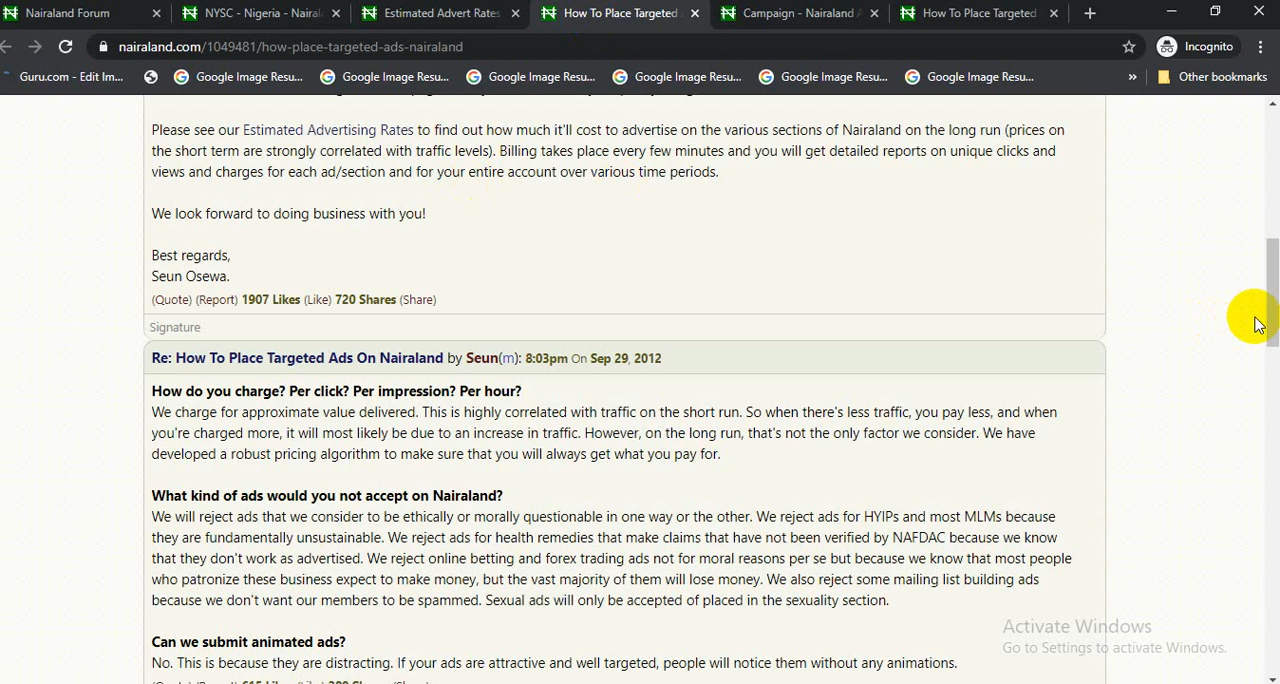 Nairaland Forum
NYSC - Nigeria - Nairal
Estimated Advert Rates
How To Place Targeted
Campaign - Nairaland A
How To Place Targeted
nairaland.com/1049481/how-place-targeted-ads-nairaland
Incognito
Guru.com - Edit Im...
Google Image Resu...
Google Image Resu...
Google Image Resu...
Google Image Resu...
Google Image Resu...
Google Image Resu...
»
Other bookmarks
Please see our Estimated Advertising Rates to find out how much it'll cost to advertise on the various sections of Nairaland on the long run (prices on
the short term are strongly correlated with traffic levels). Billing takes place every few minutes and you will get detailed reports on unique clicks and
views and charges for each ad/section and for your entire account over various time periods.
We look forward to doing business with you!
Best regards,
Seun Osewa.
(Quote) (Report) 1907 Likes (Like) 720 Shares (Share)
Signature
Re: How To Place Targeted Ads On Nairaland by Seun(m): 8:03pm On Sep 29, 2012
How do you charge? Per click? Per impression? Per hour?
We charge for approximate value delivered. This is highly correlated with traffic on the short run. So when there's less traffic, you pay less, and when
you're charged more, it will most likely be due to an increase in traffic. However, on the long run, that's not the only factor we consider. We have
developed a robust pricing algorithm to make sure that you will always get what you pay for.
What kind of ads would you not accept on Nairaland?
We will reject ads that we consider to be ethically or morally questionable in one way or the other. We reject ads for HYIPs and most MLMs because
they are fundamentally unsustainable. We reject ads for health remedies that make claims that have not been verified by NAFDAC because we know
that they don't work as advertised. We reject online betting and forex trading ads not for moral reasons per se but because we know that most people
who patronize these business expect to make money, but the vast majority of them will lose money. We also reject some mailing list building ads
because we don't want our members to be spammed. Sexual ads will only be accepted of placed in the sexuality section.
Can we submit animated ads?
No. This is because they are distracting. If your ads are attractive and well targeted, people will notice them without any animations.
Activate Windows
Go to Settings to activate Windows.